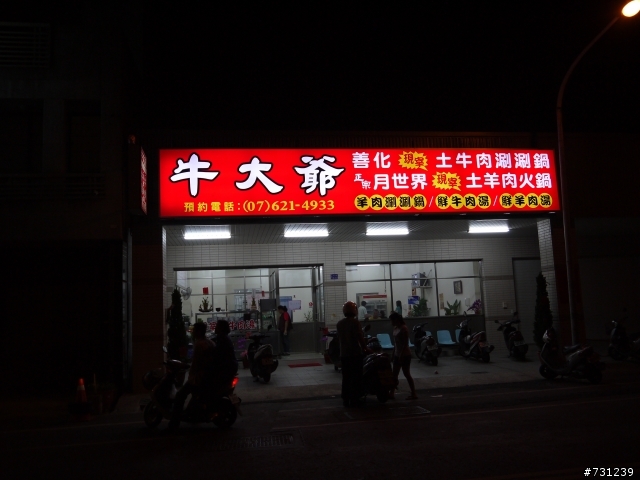 牛大爺
善化 現宰 土牛肉涮涮鍋
正宗 月世界 現宰 土羊肉火鍋
預約電話：(07)621-4933
羊肉涮涮鍋/鮮牛肉湯/鮮羊肉湯
#731239